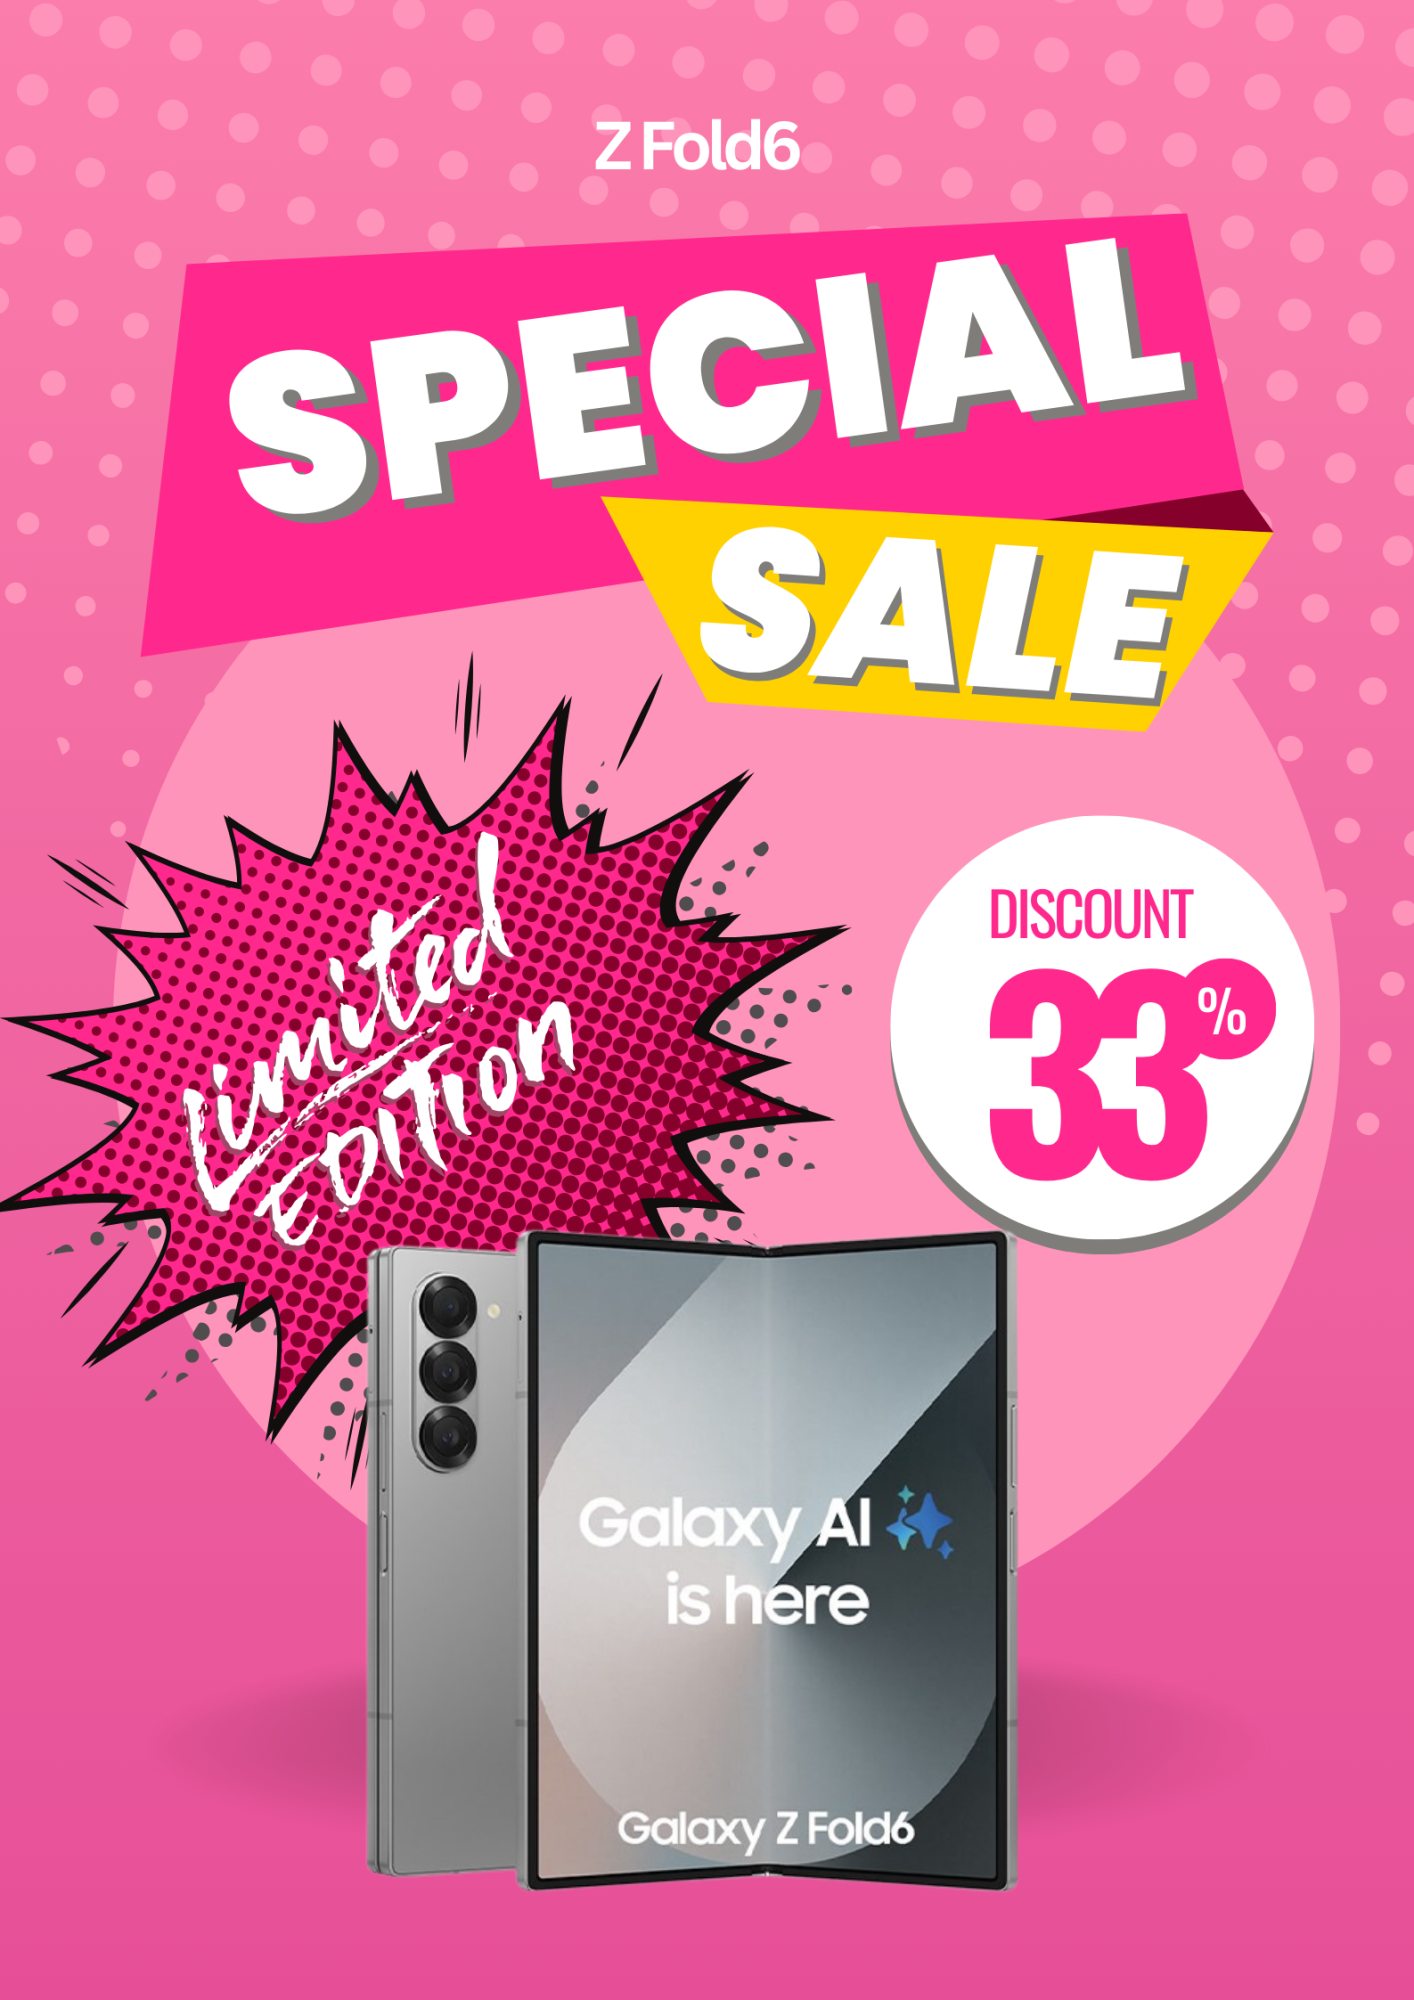 Z Fold6
SPECIAL
SALE
Limited
EDITION
DISCOUNT
33%
Galaxy AI
is here
Galaxy Z Fold6